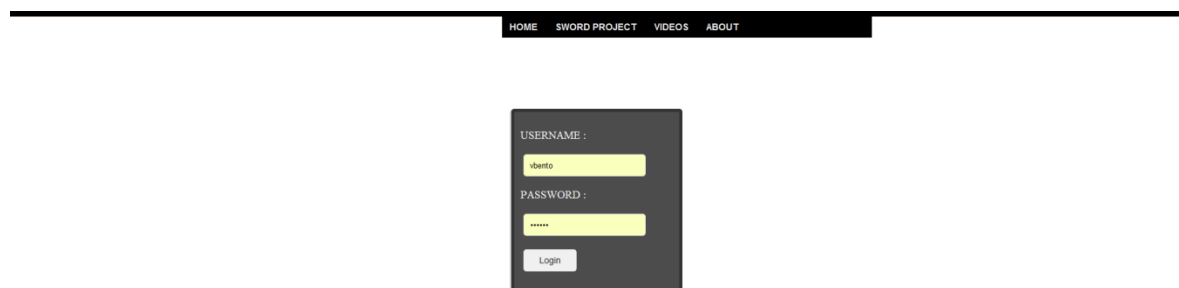 HOME SWORD PROJECT VIDEOS ABOUT
USERNAME :
vbento
PASSWORD :
••••••
Login